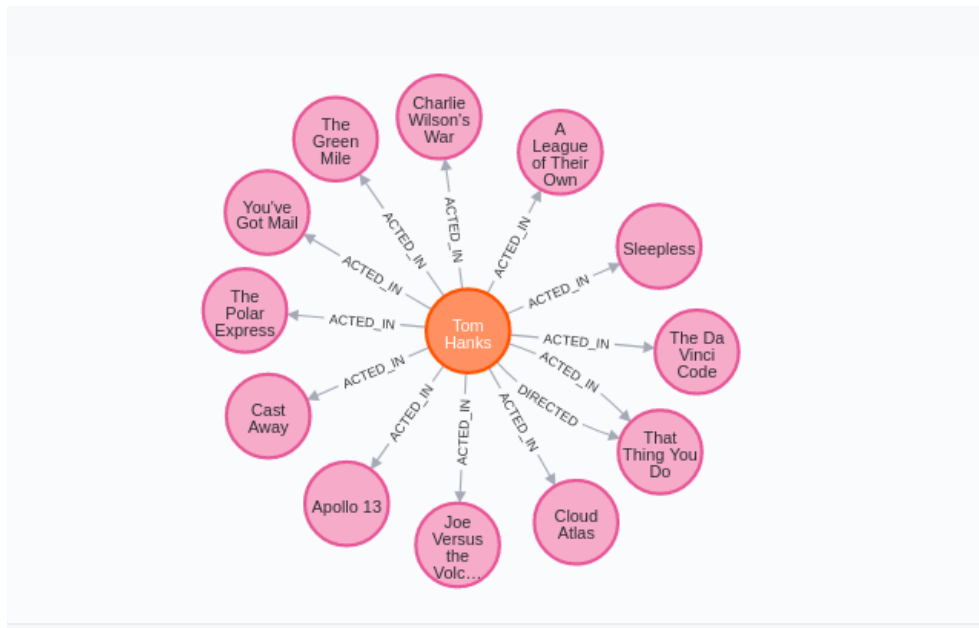 Charlie
Wilson's
War
The
Green
Mile
A
League
of Their
Own
You've
Got Mail
Sleepless
The
Polar
Express
Tom
Hanks
The Da
Vinci
Code
Cast
Away
That
Thing You
Do
Apollo 13
Joe
Versus
the
Volc...
Cloud
Atlas
ACTED_IN
ACTED_IN
ACTED_IN
ACTED_IN
ACTED_IN
ACTED_IN
ACTED_IN
ACTED_IN
DIRECTED
ACTED_IN
ACTED_IN
ACTED_IN
ACTED_IN